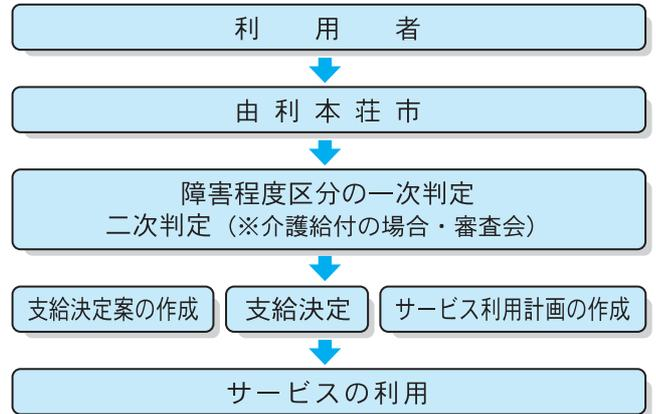 利用者
由利本荘市
障害程度区分の一次判定
二次判定（※介護給付の場合・審査会）
支給決定案の作成
支給決定
サービス利用計画の作成
サービスの利用